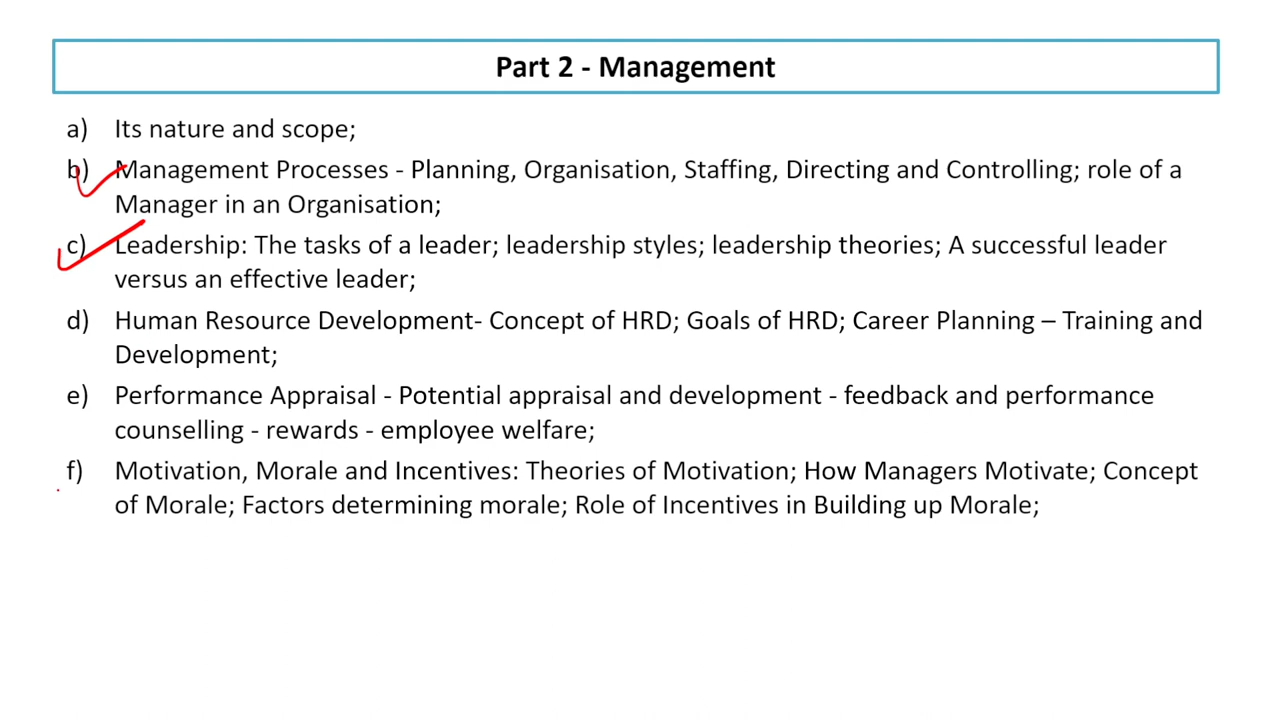 Part 2 - Management
a) Its nature and scope;
b) Management Processes - Planning, Organisation, Staffing, Directing and Controlling; role of a
Manager in an Organisation;
c) Leadership: The tasks of a leader; leadership styles; leadership theories; A successful leader
versus an effective leader;
d) Human Resource Development- Concept of HRD; Goals of HRD; Career Planning – Training and
Development;
e) Performance Appraisal - Potential appraisal and development - feedback and performance
counselling - rewards - employee welfare;
f) Motivation, Morale and Incentives: Theories of Motivation; How Managers Motivate; Concept
of Morale; Factors determining morale; Role of Incentives in Building up Morale;